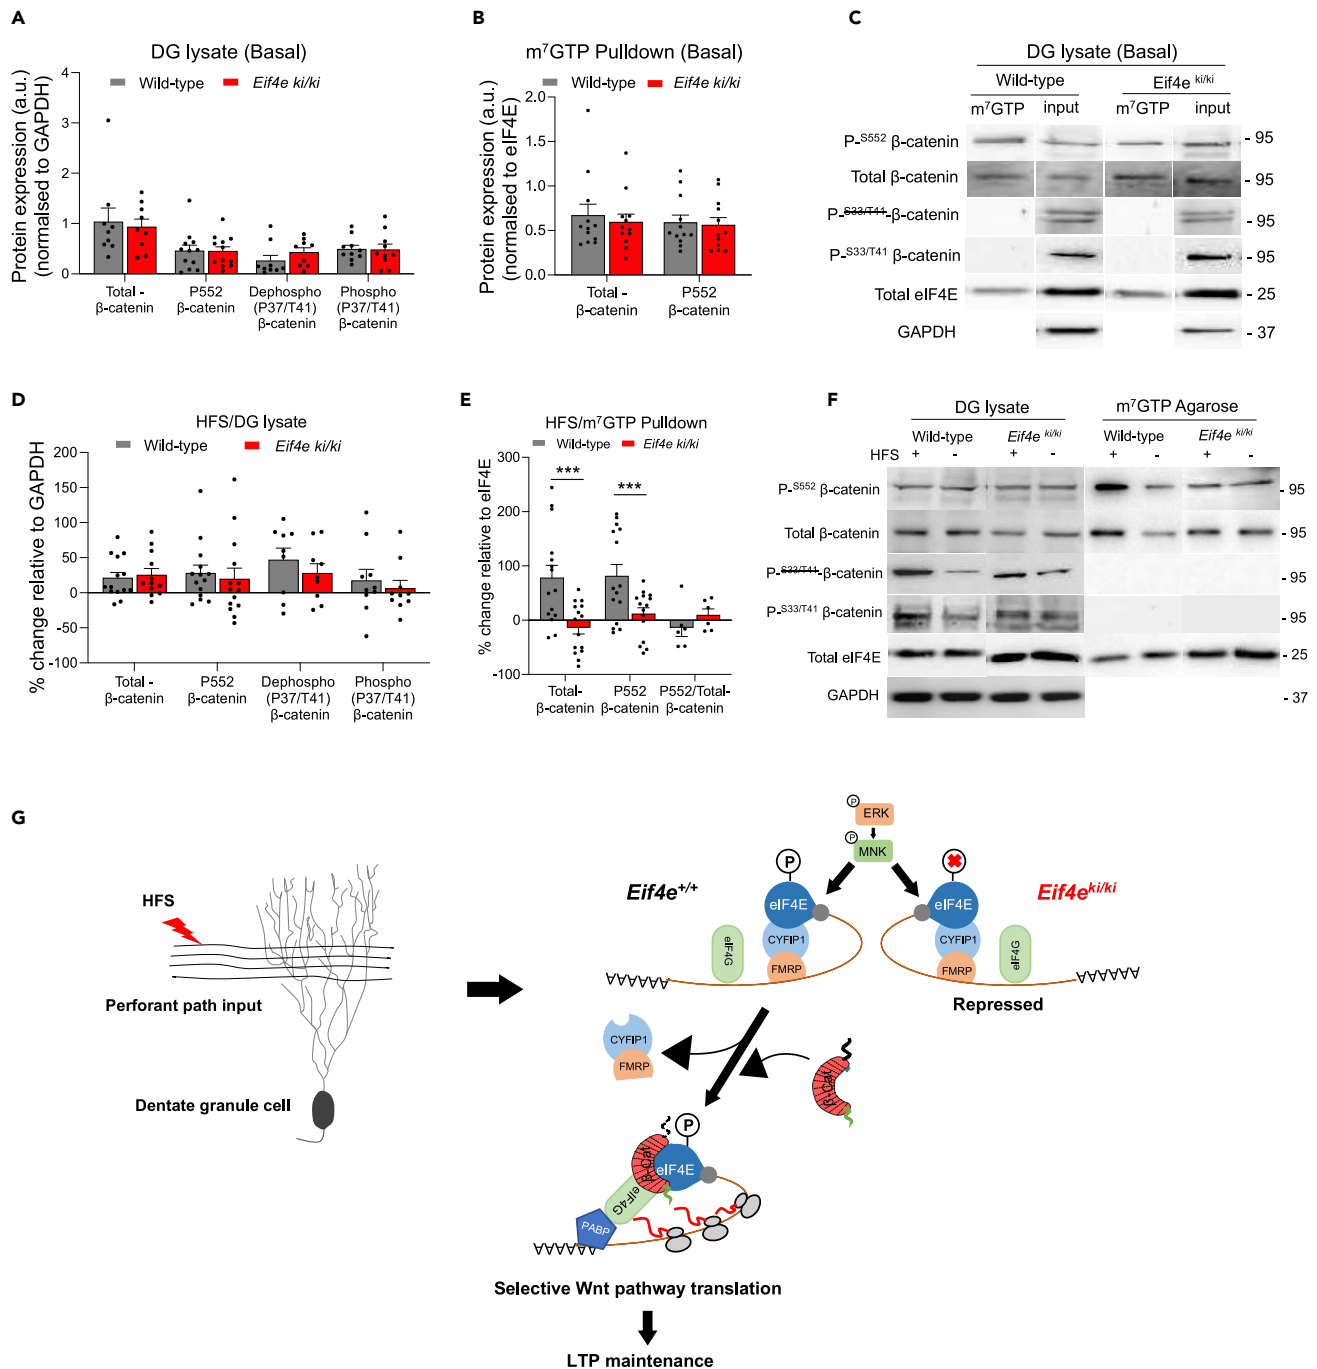 A
DG lysate (Basal)
Wild-type
Eif4e ki/ki
Protein expression (a.u.)
(normalised to GAPDH)
4
3
2
1
0
Total -
β-catenin
P552
β-catenin
Dephospho
(P37/T41)
β-catenin
Phospho
(P37/T41)
β-catenin
B
m⁷GTP Pulldown (Basal)
Wild-type
Eif4e ki/ki
Protein expression (a.u.)
(normalised to eIF4E)
2.0
1.5
1.0
0.5
0.0
Total -
β-catenin
P552
β-catenin
C
DG lysate (Basal)
Wild-type
Eif4e ki/ki
m⁷GTP
input
m⁷GTP
input
P-S552 β-catenin
- 95
Total β-catenin
- 95
P-S33/T41-β-catenin
- 95
P-S33/T41 β-catenin
- 95
Total eIF4E
- 25
GAPDH
- 37
D
HFS/DG lysate
Wild-type
Eif4e ki/ki
% change relative to GAPDH
200
150
100
50
0
-50
-100
Total -
β-catenin
P552
β-catenin
Dephospho
(P37/T41)
β-catenin
Phospho
(P37/T41)
β-catenin
E
HFS/m⁷GTP Pulldown
Wild-type
Eif4e ki/ki
% change relative to eIF4E
300
200
100
0
-100
***
***
Total-
β-catenin
P552
β-catenin
P552/Total-
β-catenin
F
DG lysate
m⁷GTP Agarose
Wild-type
Eif4e ki/ki
Wild-type
Eif4e ki/ki
HFS
+
-
+
-
+
-
+
-
P-S552 β-catenin
- 95
Total β-catenin
- 95
P-S33/T41-β-catenin
- 95
P-S33/T41 β-catenin
- 95
Total eIF4E
- 25
GAPDH
- 37
G
HFS
Perforant path input
Dentate granule cell
P
ERK
P
MNK
Eif4e+/+
P
eIF4E
CYFIP1
FMRP
eIF4G
AAAAAA
Eif4eki/ki
eIF4E
CYFIP1
FMRP
eIF4G
AAAAAA
Repressed
CYFIP1
FMRP
β-Cat
P
β-Cat
eIF4E
eIF4G
PABP
AAAAAA
Selective Wnt pathway translation
LTP maintenance